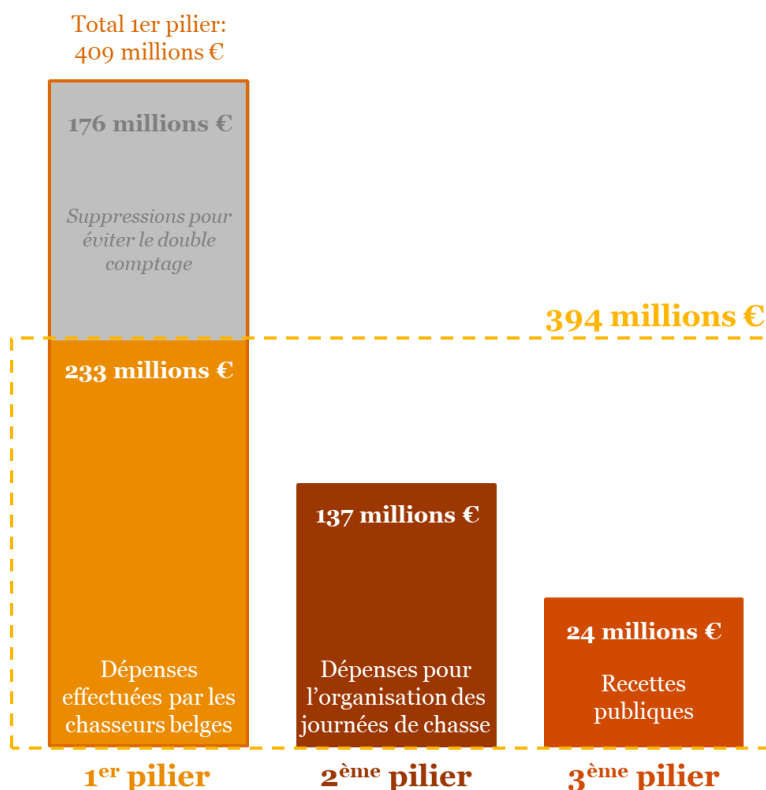 Total 1er pilier:
409 millions €
176 millions €
Suppressions pour
éviter le double
comptage
394 millions €
233 millions €
137 millions €
24 millions €
Dépenses
effectuées par les
chasseurs belges
Dépenses pour
l’organisation des
journées de chasse
Recettes
publiques
1er pilier
2ème pilier
3ème pilier